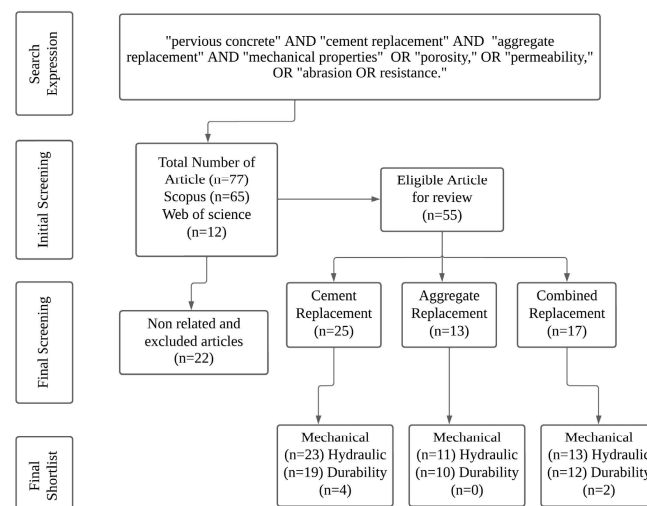 Search
Expression
"pervious concrete" AND "cement replacement" AND "aggregate
replacement" AND "mechanical properties" OR "porosity," OR "permeability,"
OR "abrasion OR resistance."
Initial Screening
Total Number of
Article (n=77)
Scopus (n=65)
Web of science
(n=12)
Eligible Article
for review
(n=55)
Final Screening
Non related and
excluded articles
(n=22)
Cement
Replacement
(n=25)
Aggregate
Replacement
(n=13)
Combined
Replacement
(n=17)
Final
Shortlist
Mechanical
(n=23) Hydraulic
(n=19) Durability
(n=4)
Mechanical
(n=11) Hydraulic
(n=10) Durability
(n=0)
Mechanical
(n=13) Hydraulic
(n=12) Durability
(n=2)